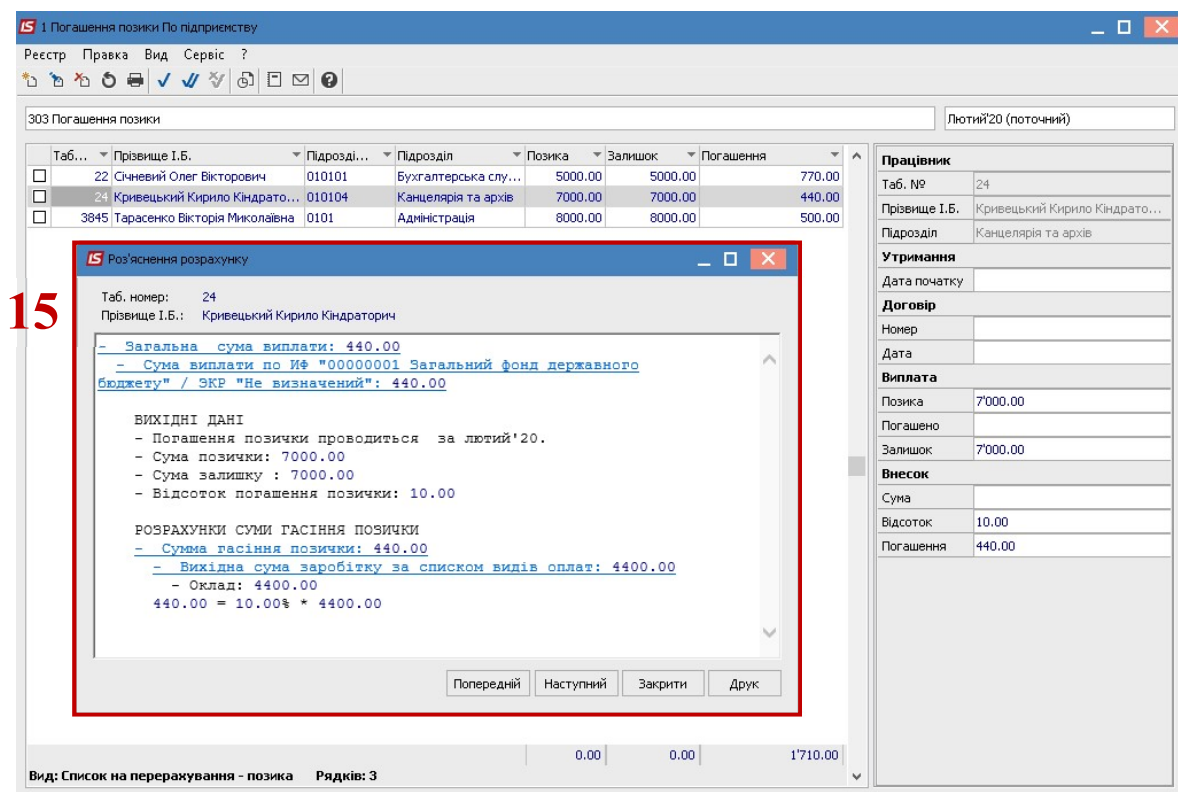 1 Погашення позики По підприємству
Реєстр Правка Вид Сервіс ?
303 Погашення позики
Лютий'20 (поточний)
Таб... Прізвище І.Б. Підрозді... Підрозділ Позика Залишок Погашення
22 Січневий Олег Вікторович 010101 Бухгалтерська слу... 5000.00 5000.00 770.00
24 Кривецький Кирило Кіндрато... 010104 Канцелярія та архів 7000.00 7000.00 440.00
3845 Тарасенко Вікторія Миколаївна 0101 Адміністрація 8000.00 8000.00 500.00
15
Роз'яснення розрахунку
Таб. номер: 24
Прізвище І.Б.: Кривецький Кирило Кіндраторич
- Загальна сума виплати: 440.00
- Сума виплати по ИФ "00000001 Загальний фонд державного
бюджету" / ЭКР "Не визначений": 440.00
ВИХІДНІ ДАНІ
- Погашення позички проводиться за лютий'20.
- Сума позички: 7000.00
- Сума залишку : 7000.00
- Відсоток погашення позички: 10.00
РОЗРАХУНКИ СУМИ ГАСІННЯ ПОЗИЧКИ
- Сумма гасіння позички: 440.00
- Вихідна сума заробітку за списком видів оплат: 4400.00
- Оклад: 4400.00
440.00 = 10.00% * 4400.00
Попередній Наступний Закрити Друк
0.00 0.00 1'710.00
Вид: Список на перерахування - позика Рядків: 3
Працівник
Таб. № 24
Прізвище І.Б. Кривецький Кирило Кіндрато...
Підрозділ Канцелярія та архів
Утримання
Дата початку
Договір
Номер
Дата
Виплата
Позика 7'000.00
Погашено
Залишок 7'000.00
Внесок
Сума
Відсоток 10.00
Погашення 440.00